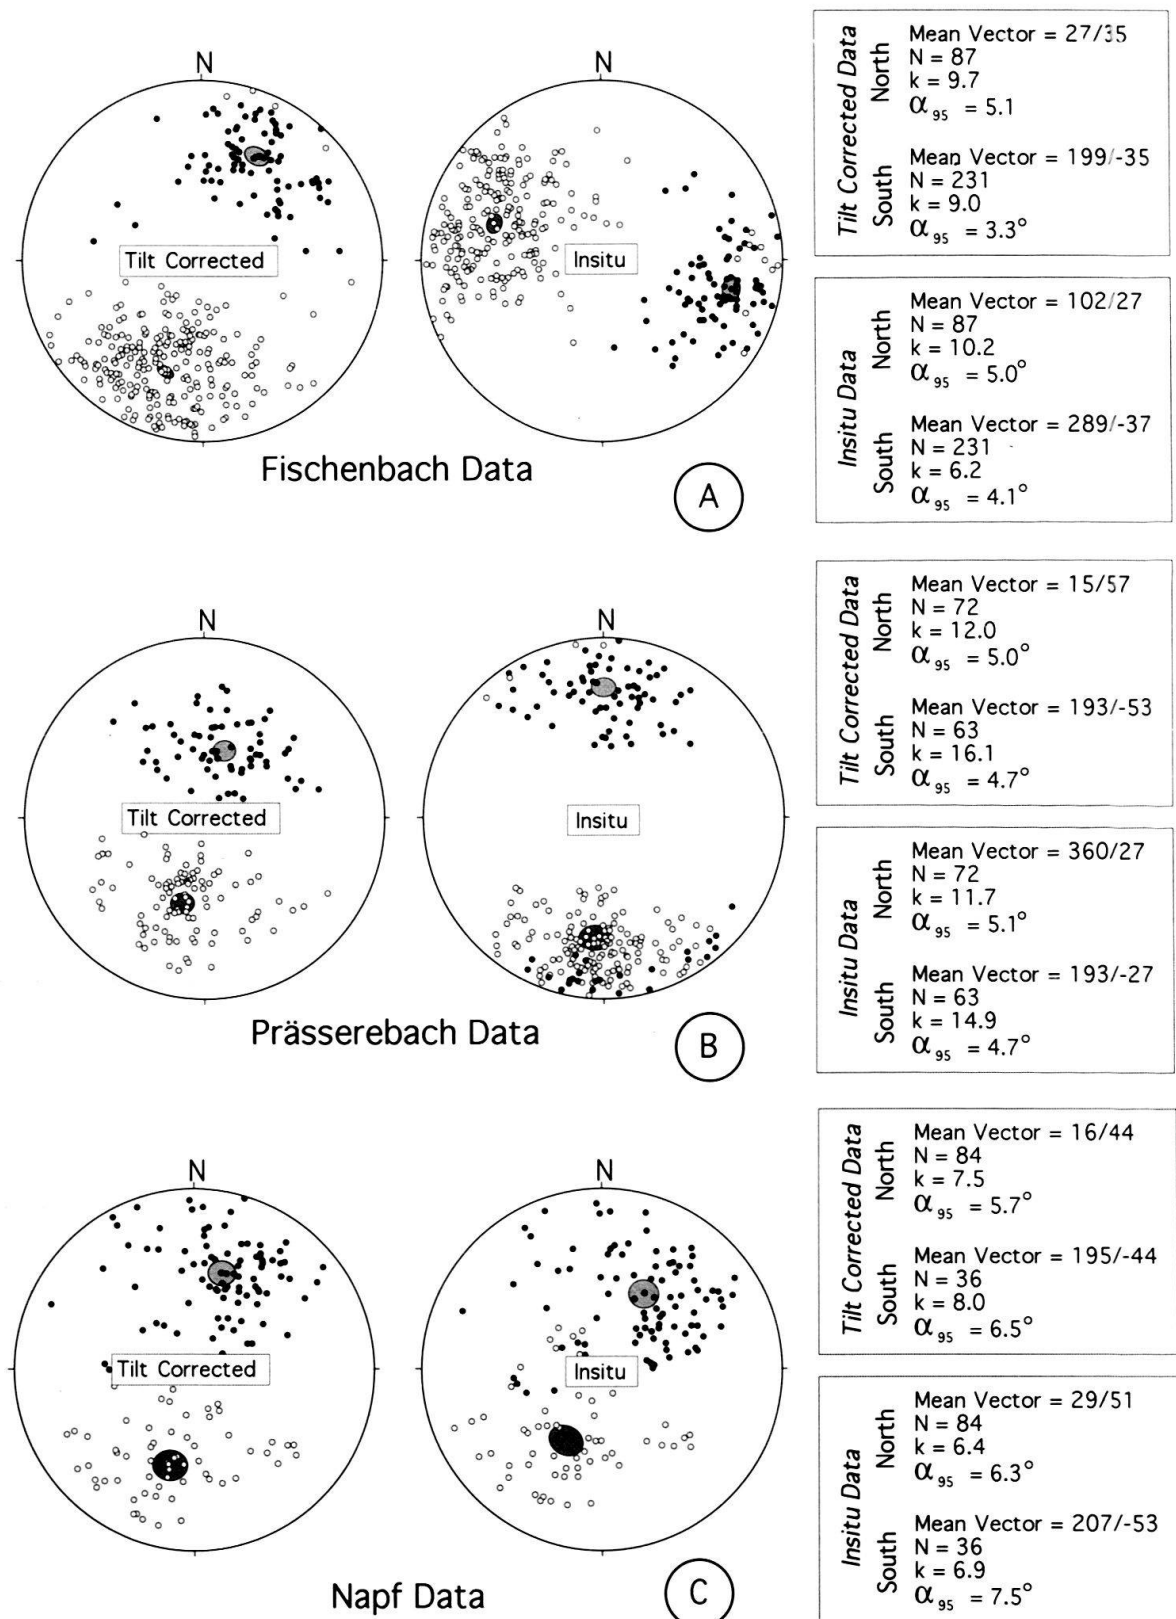 N
N
Tilt Corrected
Insitu
Fischenbach Data
A
Tilt Corrected Data
North
Mean Vector = 27/35
N = 87
k = 9.7
α95 = 5.1
South
Mean Vector = 199/-35
N = 231
k = 9.0
α95 = 3.3°
Insitu Data
North
Mean Vector = 102/27
N = 87
k = 10.2
α95 = 5.0°
South
Mean Vector = 289/-37
N = 231
k = 6.2
α95 = 4.1°
N
N
Tilt Corrected
Insitu
Prässerebach Data
B
Tilt Corrected Data
North
Mean Vector = 15/57
N = 72
k = 12.0
α95 = 5.0°
South
Mean Vector = 193/-53
N = 63
k = 16.1
α95 = 4.7°
Insitu Data
North
Mean Vector = 360/27
N = 72
k = 11.7
α95 = 5.1°
South
Mean Vector = 193/-27
N = 63
k = 14.9
α95 = 4.7°
N
N
Tilt Corrected
Insitu
Napf Data
C
Tilt Corrected Data
North
Mean Vector = 16/44
N = 84
k = 7.5
α95 = 5.7°
South
Mean Vector = 195/-44
N = 36
k = 8.0
α95 = 6.5°
Insitu Data
North
Mean Vector = 29/51
N = 84
k = 6.4
α95 = 6.3°
South
Mean Vector = 207/-53
N = 36
k = 6.9
α95 = 7.5°